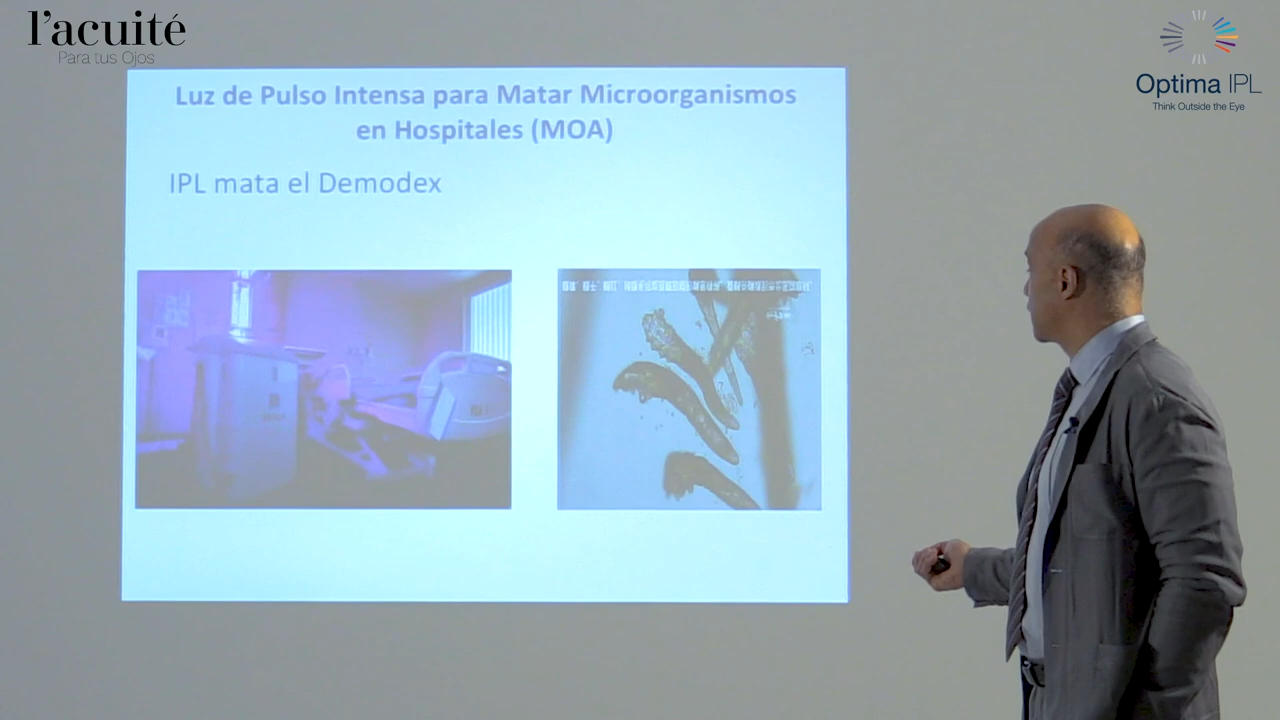 l'acuité
Para tus Ojos
Optima IPL
Think Outside the Eye
Luz de Pulso Intensa para Matar Microorganismos
en Hospitales (MOA)
IPL mata el Demodex